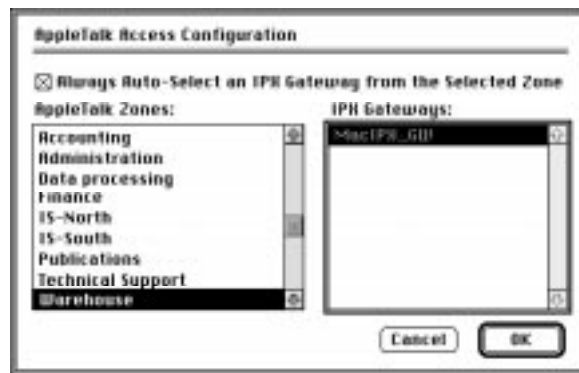 AppleTalk Access Configuration
Always Auto-Select an IPX Gateway from the Selected Zone
AppleTalk Zones:
IPX Gateways:
Accounting
Administration
Data processing
Finance
IS-North
IS-South
Publications
Technical Support
Warehouse
MacIPX_GW
Cancel
OK